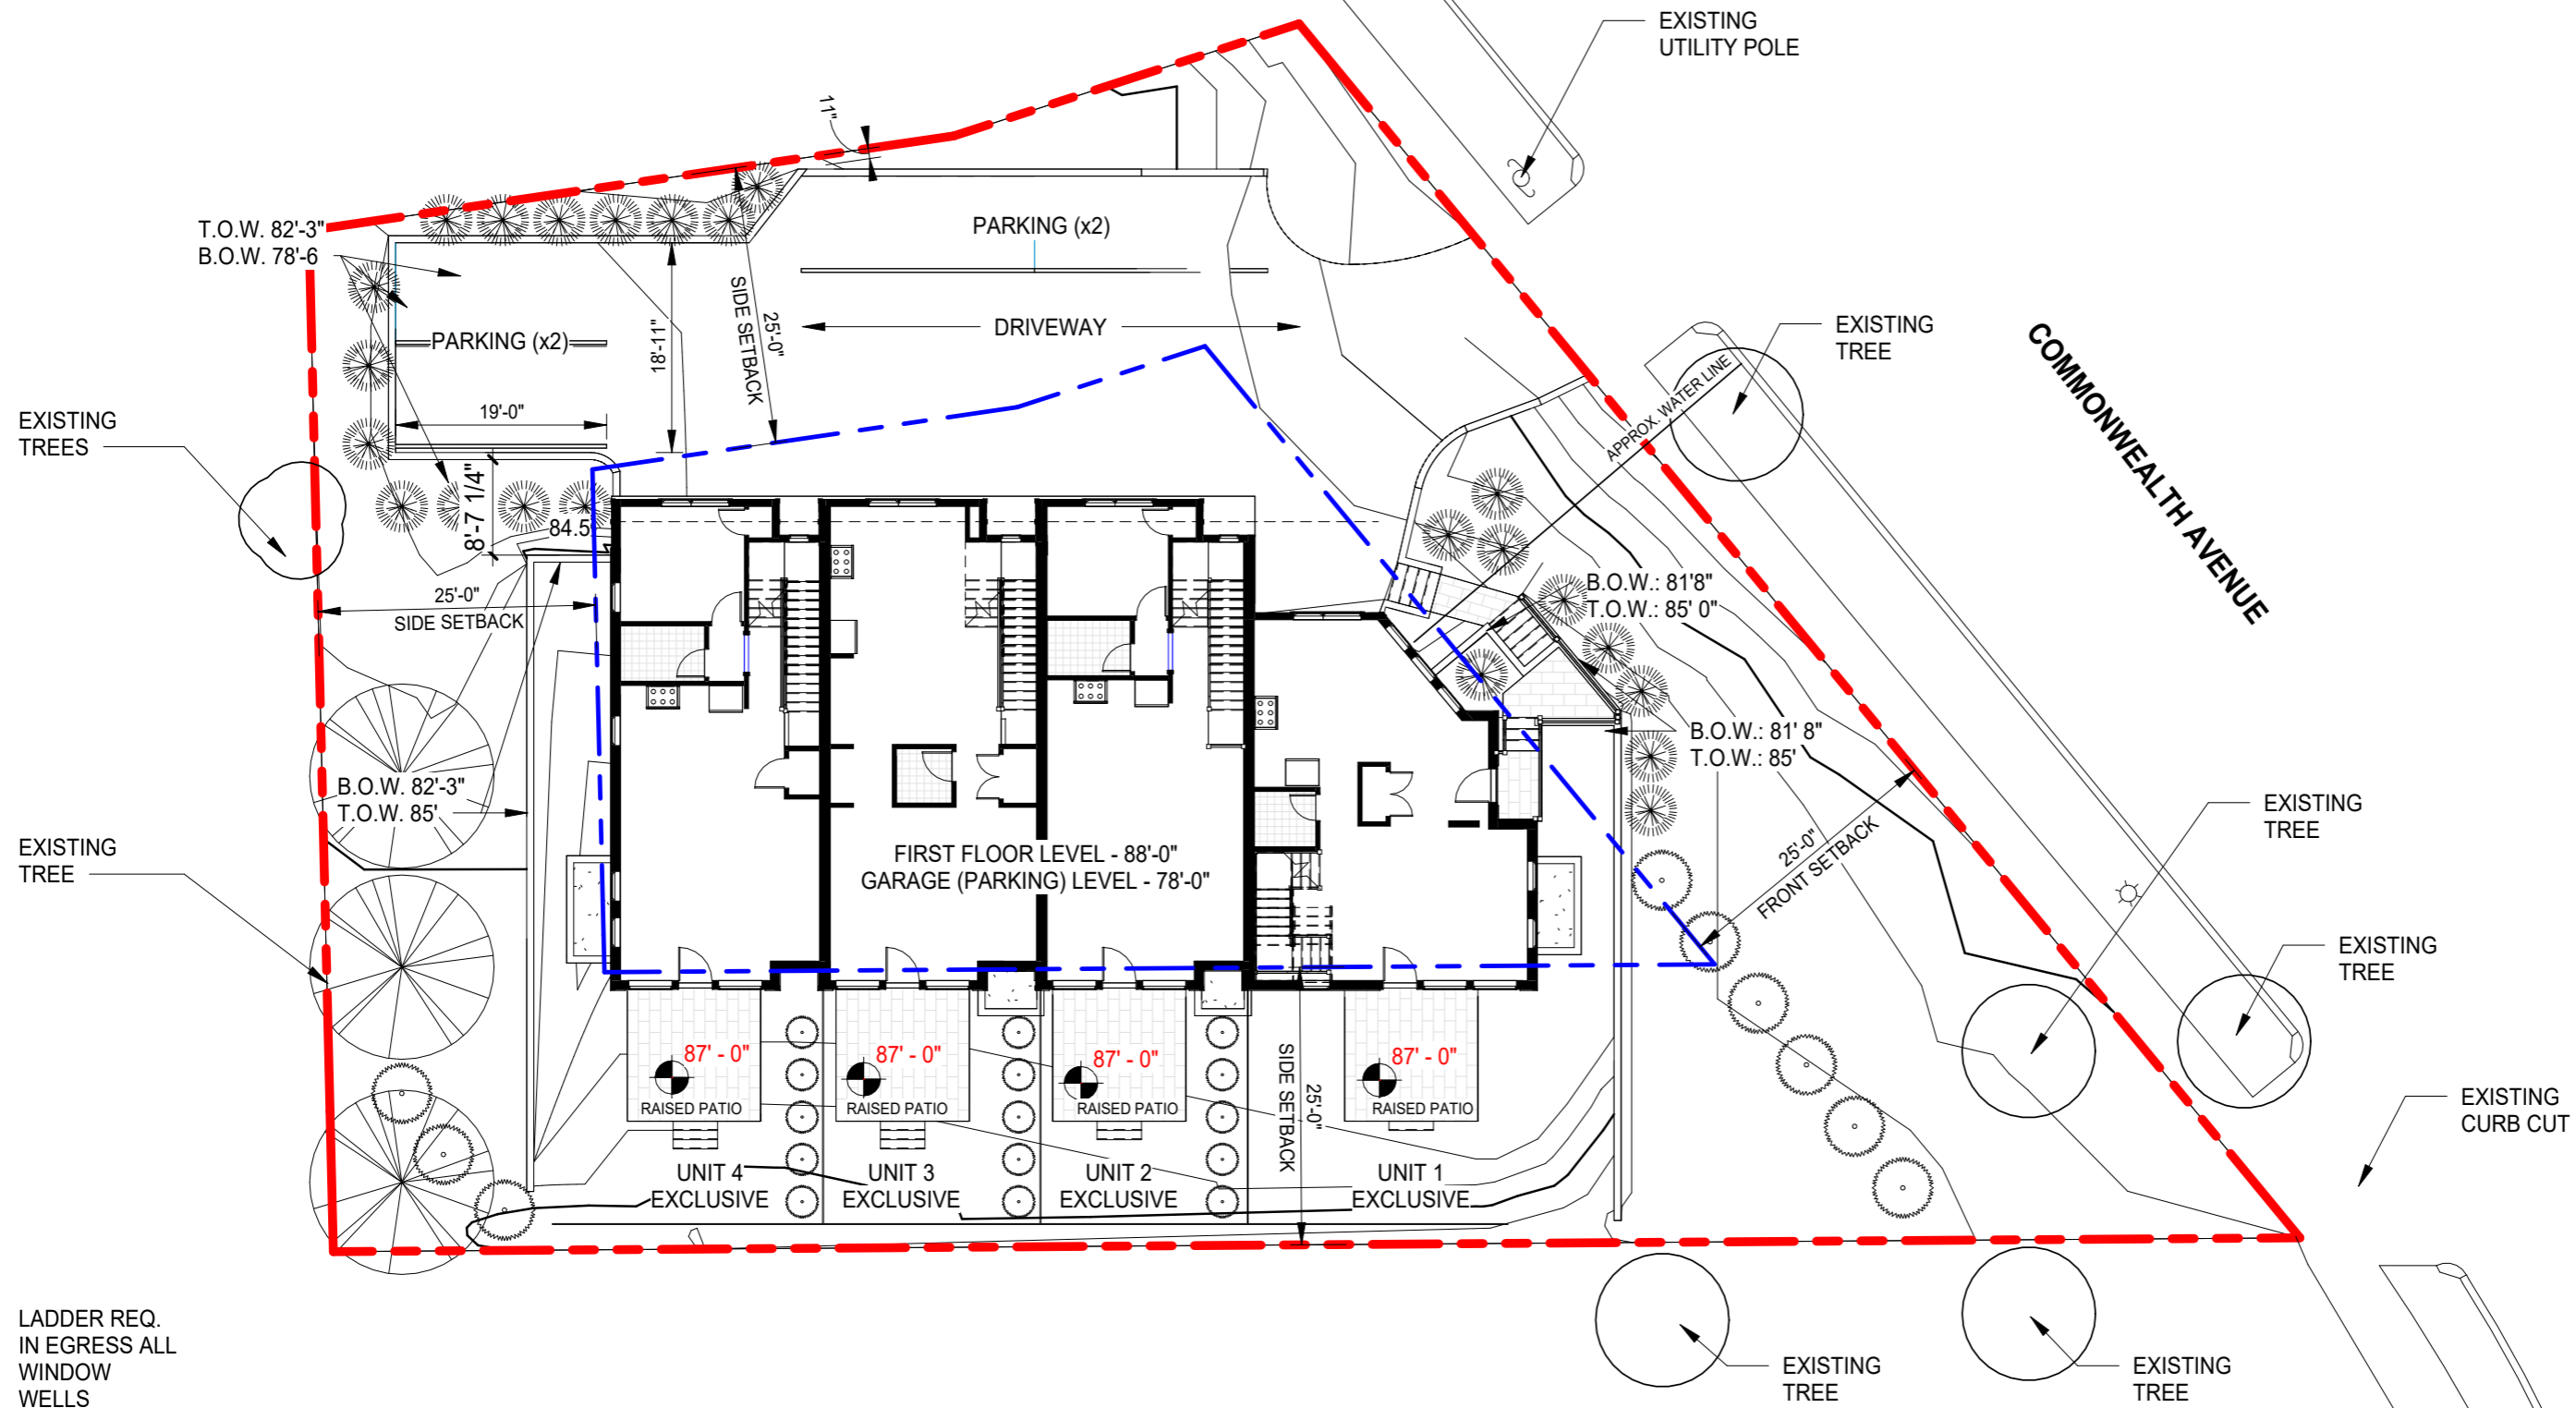 EXISTING
UTILITY POLE
11"
T.O.W. 82'-3"
B.O.W. 78'-6
PARKING (x2)
SIDE SETBACK
25'-0"
DRIVEWAY
PARKING (x2)
18'-11"
19'-0"
EXISTING
TREE
COMMONWEALTH AVENUE
APPROX. WATER LINE
EXISTING
TREES
8'-7 1/4"
84.5
25'-0"
SIDE SETBACK
B.O.W.: 81'8"
T.O.W.: 85' 0"
B.O.W.: 81' 8"
T.O.W.: 85'
B.O.W. 82'-3"
T.O.W. 85'
EXISTING
TREE
FIRST FLOOR LEVEL - 88'-0"
GARAGE (PARKING) LEVEL - 78'-0"
25'-0"
FRONT SETBACK
EXISTING
TREE
EXISTING
TREE
87' - 0"
87' - 0"
87' - 0"
87' - 0"
RAISED PATIO
RAISED PATIO
RAISED PATIO
RAISED PATIO
SIDE SETBACK
25'-0"
EXISTING
CURB CUT
UNIT 4
EXCLUSIVE
UNIT 3
EXCLUSIVE
UNIT 2
EXCLUSIVE
UNIT 1
EXCLUSIVE
LADDER REQ.
IN EGRESS ALL
WINDOW
WELLS
EXISTING
TREE
EXISTING
TREE